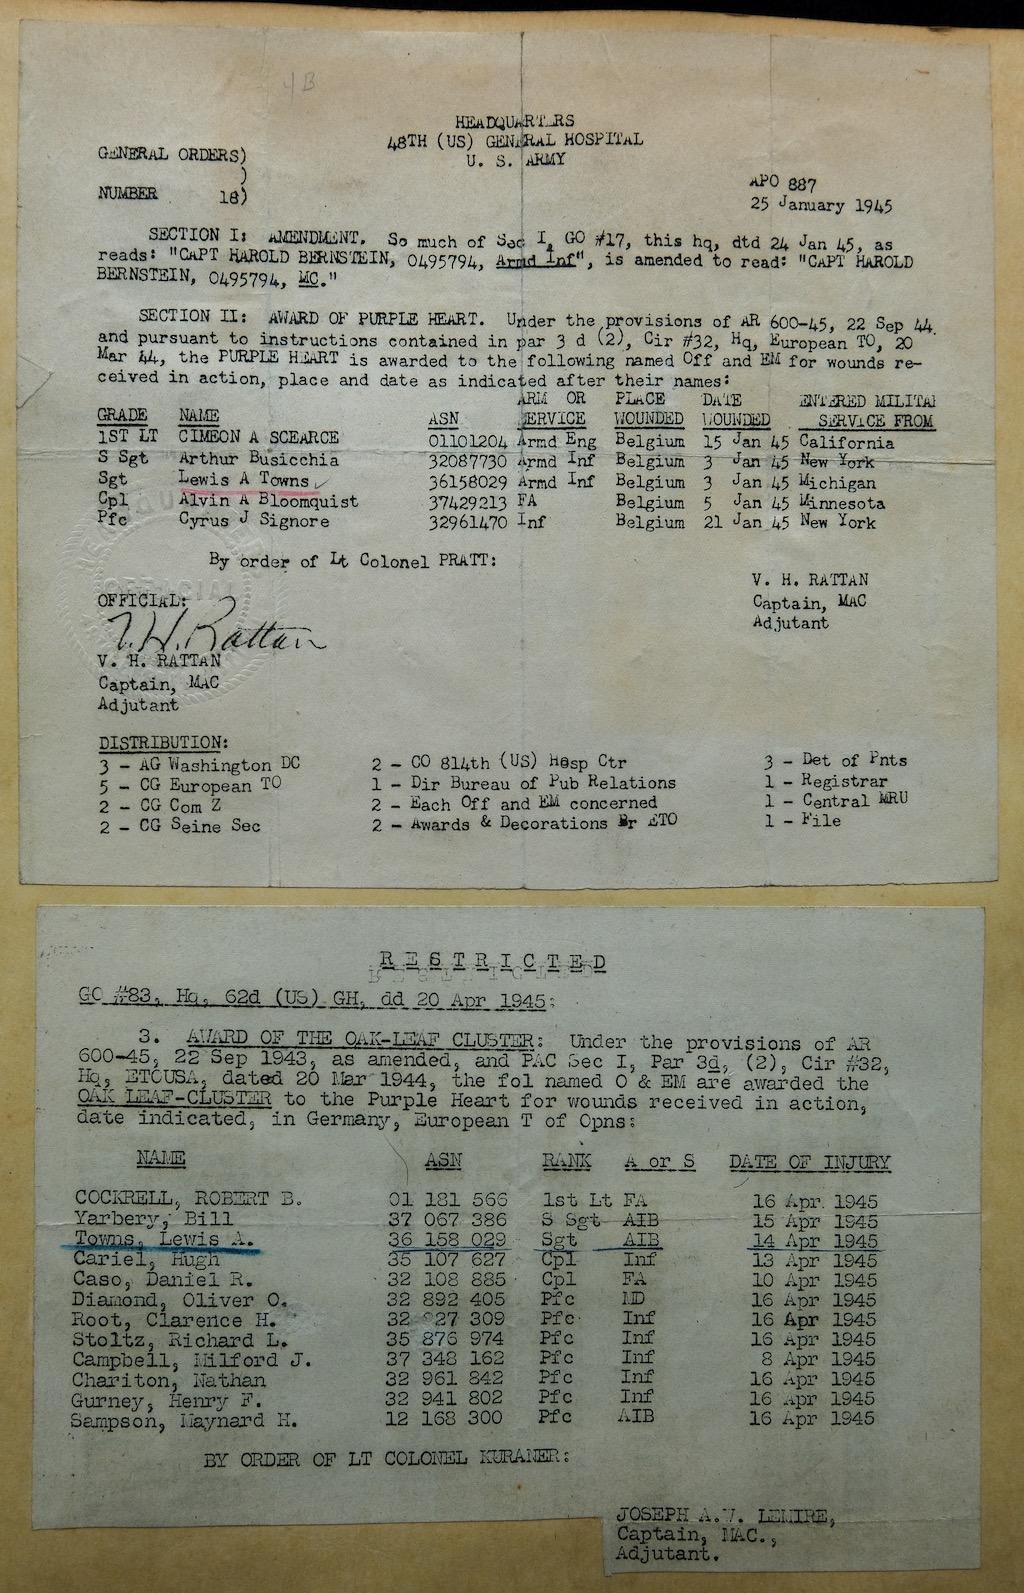 4B
HEADQUARTERS
48TH (US) GENERAL HOSPITAL
U. S. ARMY
GENERAL ORDERS)
)
NUMBER 18)
APO 887
25 January 1945
SECTION I: AMENDMENT. So much of Sec I, GO #17, this hq, dtd 24 Jan 45, as
reads: "CAPT HAROLD BERNSTEIN, 0495794, Armd Inf", is amended to read: "CAPT HAROLD
BERNSTEIN, 0495794, MC."
SECTION II: AWARD OF PURPLE HEART. Under the provisions of AR 600-45, 22 Sep 44
and pursuant to instructions contained in par 3 d (2), Cir #32, Hq, European TO, 20
Mar 44, the PURPLE HEART is awarded to the following named Off and EM for wounds re-
ceived in action, place and date as indicated after their names:
ARM OR PLACE DATE ENTERED MILITA
GRADE NAME ASN SERVICE WOUNDED WOUNDED SERVICE FROM
1ST LT CIMEON A SCEARCE 01101204 Armd Eng Belgium 15 Jan 45 California
S Sgt Arthur Busicchia 32087730 Armd Inf Belgium 3 Jan 45 New York
Sgt Lewis A Towns 36158029 Armd Inf Belgium 3 Jan 45 Michigan
Cpl Alvin A Bloomquist 37429213 FA Belgium 5 Jan 45 Minnesota
Pfc Cyrus J Signore 32961470 Inf Belgium 21 Jan 45 New York
By order of Lt Colonel PRATT:
V. H. RATTAN
Captain, MAC
Adjutant
OFFICIAL:
V. H. Rattan
V. H. RATTAN
Captain, MAC
Adjutant
DISTRIBUTION:
3 - AG Washington DC 2 - CO 814th (US) Hosp Ctr 3 - Det of Pnts
5 - CG European TO 1 - Dir Bureau of Pub Relations 1 - Registrar
2 - CG Com Z 2 - Each Off and EM concerned 1 - Central MRU
2 - CG Seine Sec 2 - Awards & Decorations Br ETO 1 - File
RESTRICTED
GO #83, Hq, 62d (US) GH, dd 20 Apr 1945:
3. AWARD OF THE OAK-LEAF CLUSTER: Under the provisions of AR
600-45, 22 Sep 1943, as amended, and PAC Sec I, Par 3d, (2), Cir #32,
Hq, ETOUSA, dated 20 Mar 1944, the fol named O & EM are awarded the
OAK LEAF-CLUSTER to the Purple Heart for wounds received in action,
date indicated, in Germany, European T of Opns:
NAME ASN RANK A or S DATE OF INJURY
COCKRELL, ROBERT B. 01 181 566 1st Lt FA 16 Apr 1945
Yarbery, Bill 37 067 386 S Sgt AIB 15 Apr 1945
Towns, Lewis A. 36 158 029 Sgt AIB 14 Apr 1945
Cariel, Hugh 35 107 627 Cpl Inf 13 Apr 1945
Caso, Daniel R. 32 108 885 Cpl FA 10 Apr 1945
Diamond, Oliver O. 32 892 405 Pfc MD 16 Apr 1945
Root, Clarence H. 32 27 309 Pfc Inf 16 Apr 1945
Stoltz, Richard L. 35 876 974 Pfc Inf 16 Apr 1945
Campbell, Milford J. 37 348 162 Pfc Inf 8 Apr 1945
Chariton, Nathan 32 961 842 Pfc Inf 16 Apr 1945
Gurney, Henry F. 32 941 802 Pfc Inf 16 Apr 1945
Sampson, Maynard H. 12 168 300 Pfc AIB 16 Apr 1945
BY ORDER OF LT COLONEL KURANER:
JOSEPH A.W. LEMIRE,
Captain, MAC.,
Adjutant.